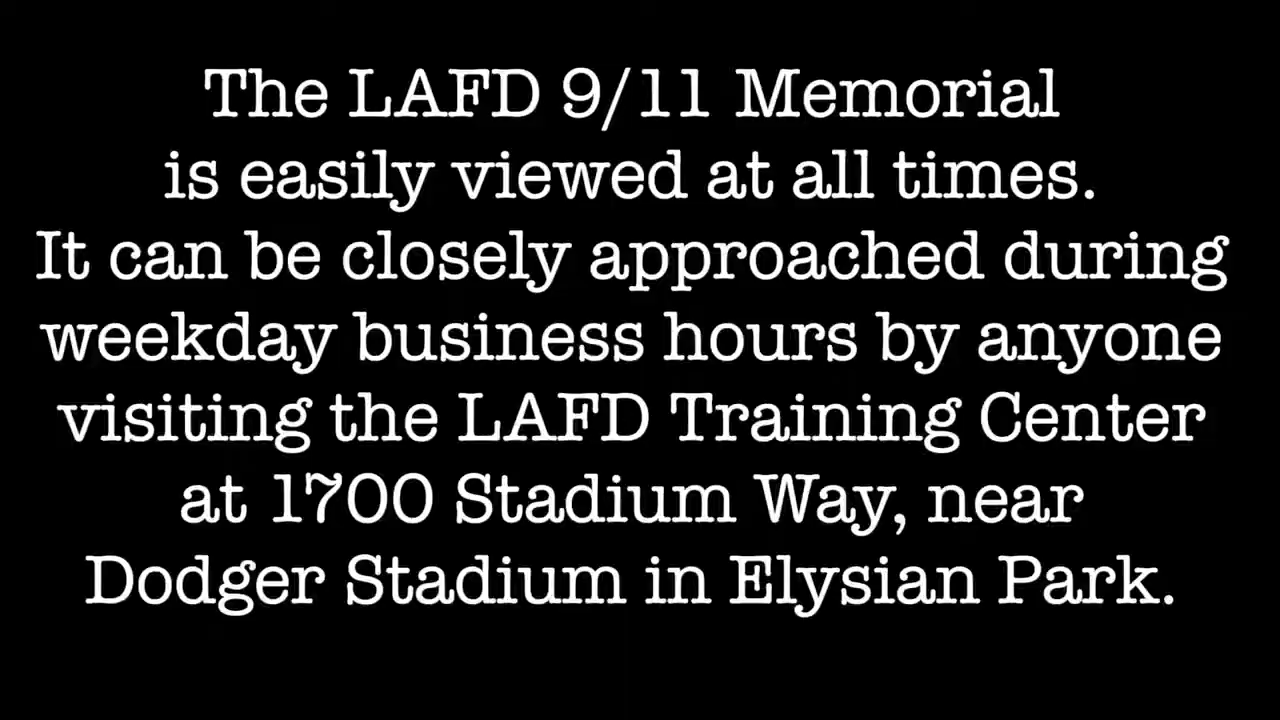 The LAFD 9/11 Memorial
is easily viewed at all times.
It can be closely approached during
weekday business hours by anyone
visiting the LAFD Training Center
at 1700 Stadium Way, near
Dodger Stadium in Elysian Park.